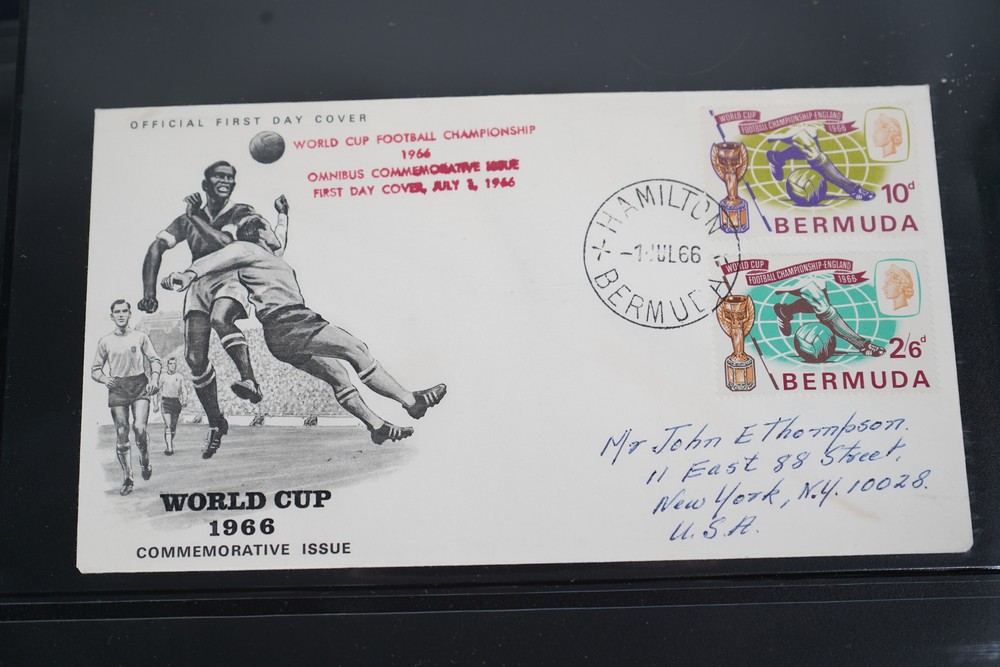 OFFICIAL FIRST DAY COVER
WORLD CUP FOOTBALL CHAMPIONSHIP
1966
OMNIBUS COMMEMORATIVE ISSUE
FIRST DAY COVER, JULY 1, 1966
WORLD CUP
FOOTBALL CHAMPIONSHIP ENGLAND
1966
10d
BERMUDA
HAMILTON
-1 JUL 66
BERMUDA
WORLD CUP
FOOTBALL CHAMPIONSHIP-ENGLAND
1966
2/6d
BERMUDA
Mr John E Thompson.
11 East 88 Street.
New York, N.Y. 10028.
U.S.A.
WORLD CUP
1966
COMMEMORATIVE ISSUE